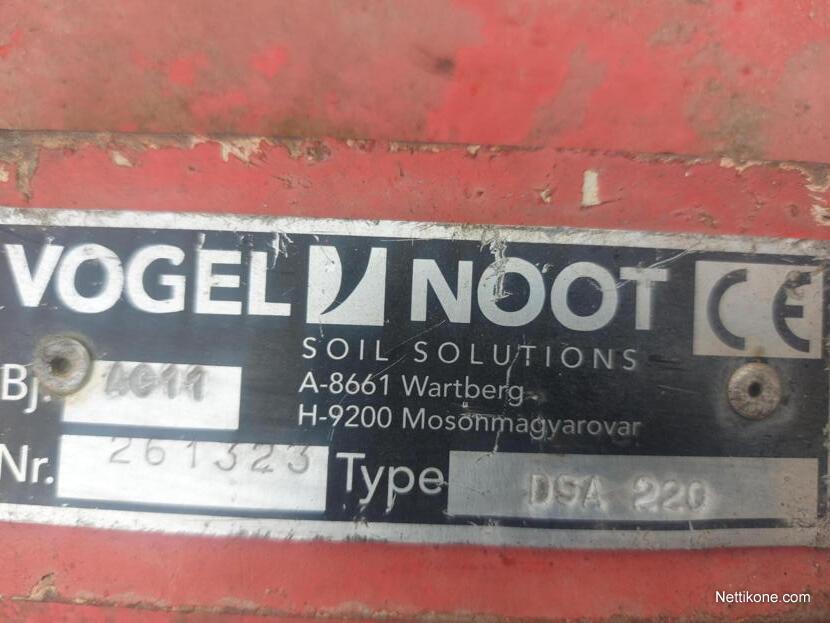 VOGEL NOOT CE
SOIL SOLUTIONS
A-8661 Wartberg
Bj.
H-9200 Mosonmagyarovar
Nr. 261323 Type DSA 220
Nettikone.com